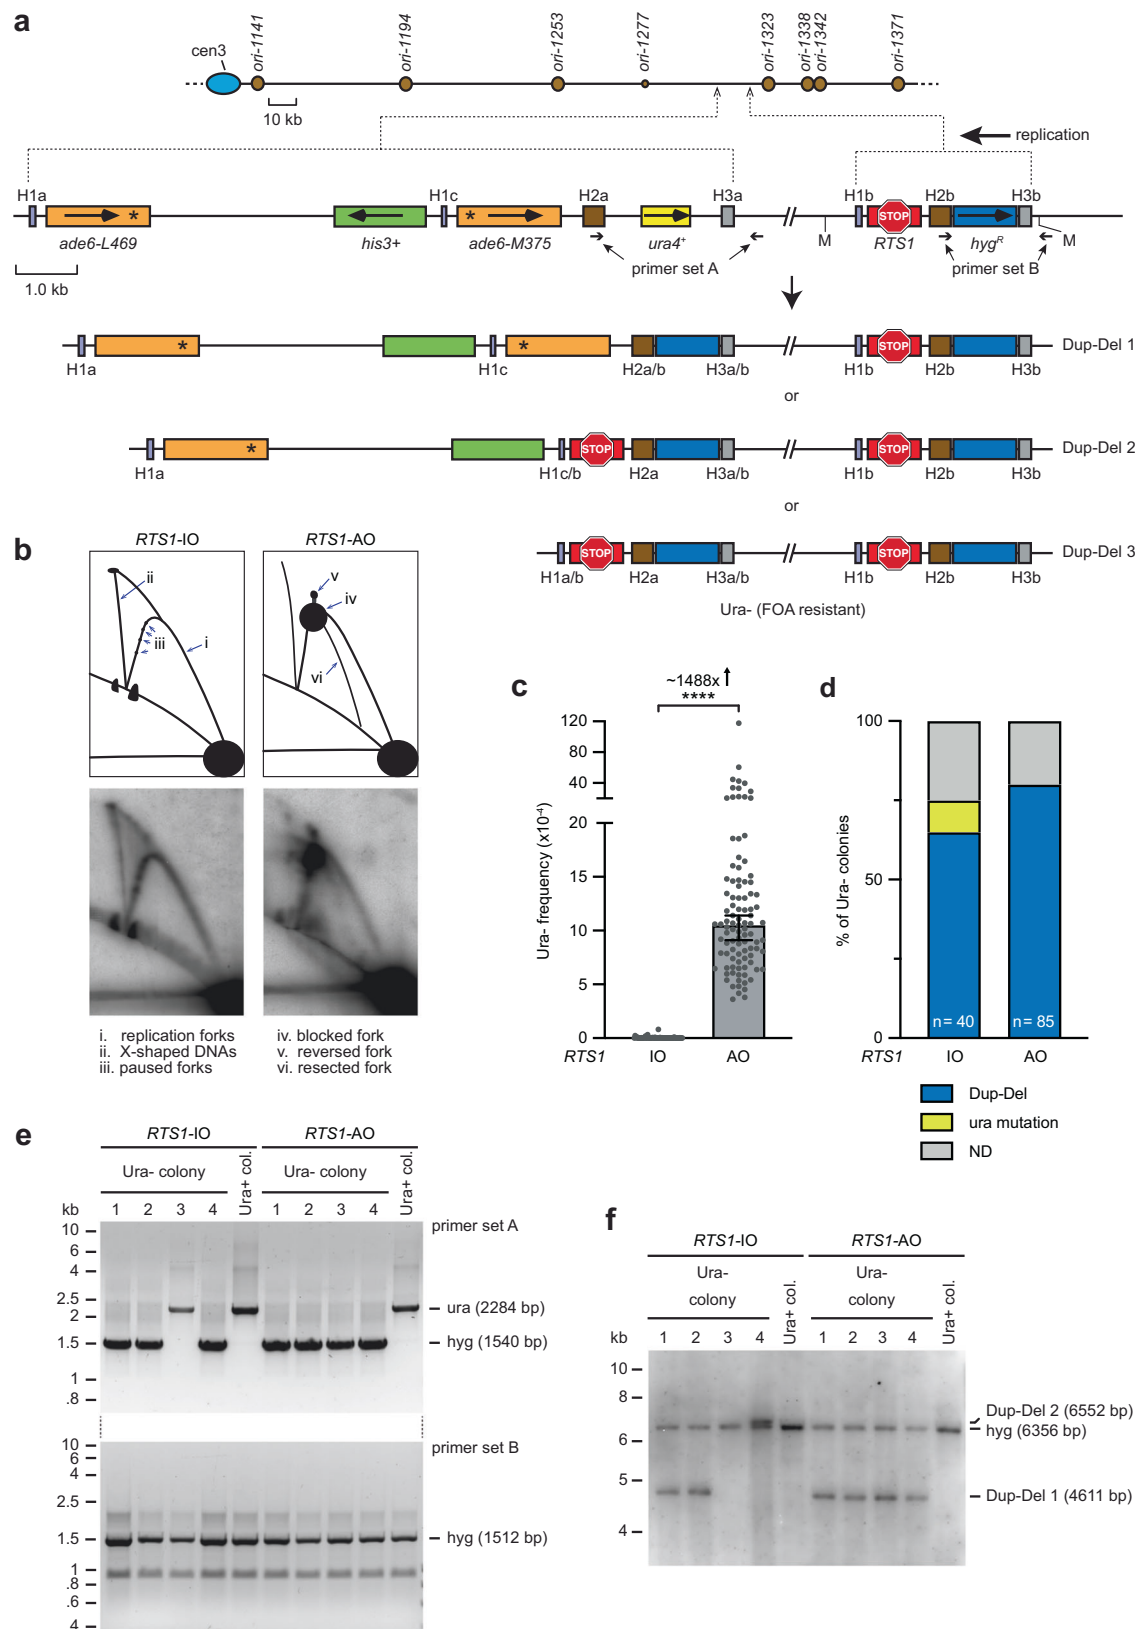 a
cen3
ori-1141
ori-1194
ori-1253
ori-1277
ori-1323
ori-1338
ori-1342
ori-1371
10 kb
replication
H1a
H1c
H2a
H3a
H1b
H2b
H3b
*
*
STOP
ade6-L469
his3+
ade6-M375
ura4+
M
RTS1
hygR
M
primer set A
primer set B
1.0 kb
*
*
STOP
Dup-Del 1
H1a
H1c
H2a/b
H3a/b
H1b
H2b
H3b
or
*
STOP
STOP
Dup-Del 2
H1a
H1c/b
H2a
H3a/b
H1b
H2b
H3b
or
STOP
STOP
Dup-Del 3
H1a/b
H2a
H3a/b
H1b
H2b
H3b
Ura- (FOA resistant)
b
RTS1-IO
RTS1-AO
ii
iii
i
v
iv
vi
i. replication forks
ii. X-shaped DNAs
iii. paused forks
iv. blocked fork
v. reversed fork
vi. resected fork
c
~1488x
****
Ura- frequency (x10-4)
120
80
40
20
15
10
5
0
RTS1
IO
AO
d
% of Ura- colonies
100
50
0
n= 40
n= 85
RTS1
IO
AO
Dup-Del
ura mutation
ND
e
RTS1-IO
RTS1-AO
Ura- colony
Ura+ col.
Ura- colony
Ura+ col.
kb
1 2 3 4
1 2 3 4
primer set A
10
6
4
2.5
2
1.5
1
.8
ura (2284 bp)
hyg (1540 bp)
primer set B
10
6
4
2.5
1.5
1
.8
.6
4
hyg (1512 bp)
f
RTS1-IO
RTS1-AO
Ura-
colony
Ura+ col.
Ura-
colony
Ura+ col.
kb
1 2 3 4
1 2 3 4
10
8
6
5
4
Dup-Del 2 (6552 bp)
hyg (6356 bp)
Dup-Del 1 (4611 bp)